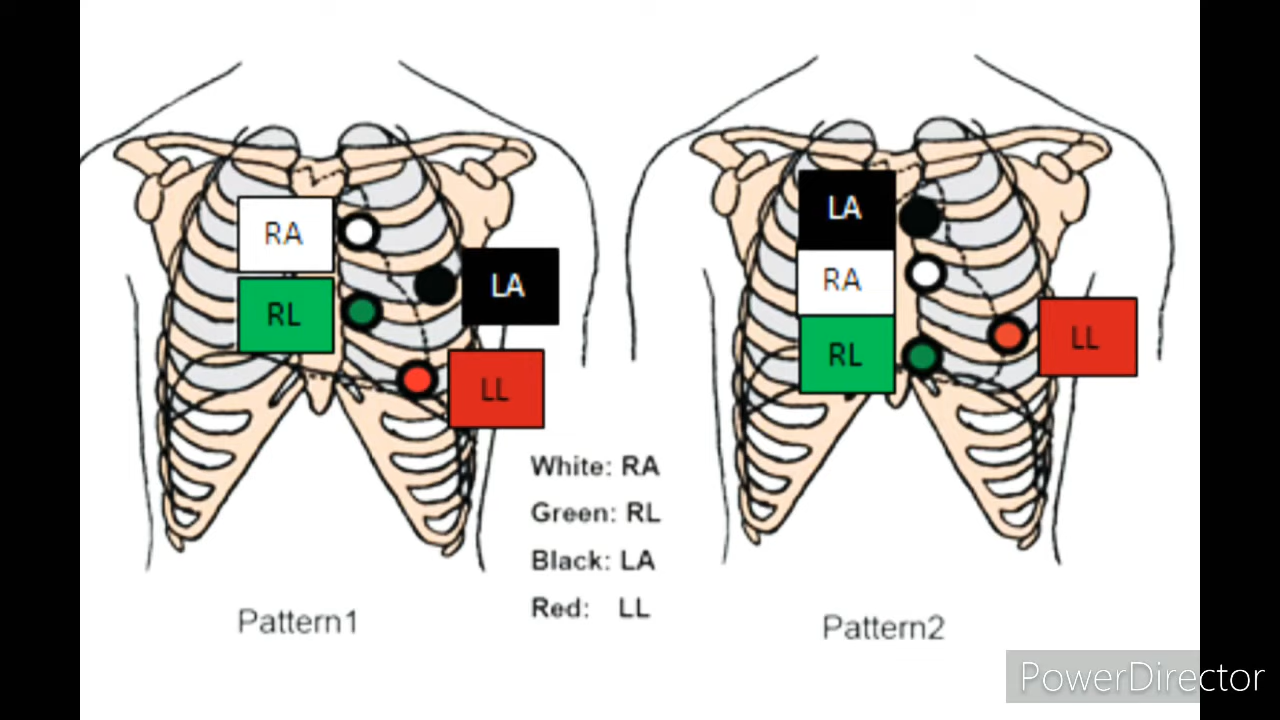 RA
RL
LA
LL
LA
RA
RL
LL
White: RA
Green: RL
Black: LA
Red: LL
Pattern1
Pattern2
PowerDirector